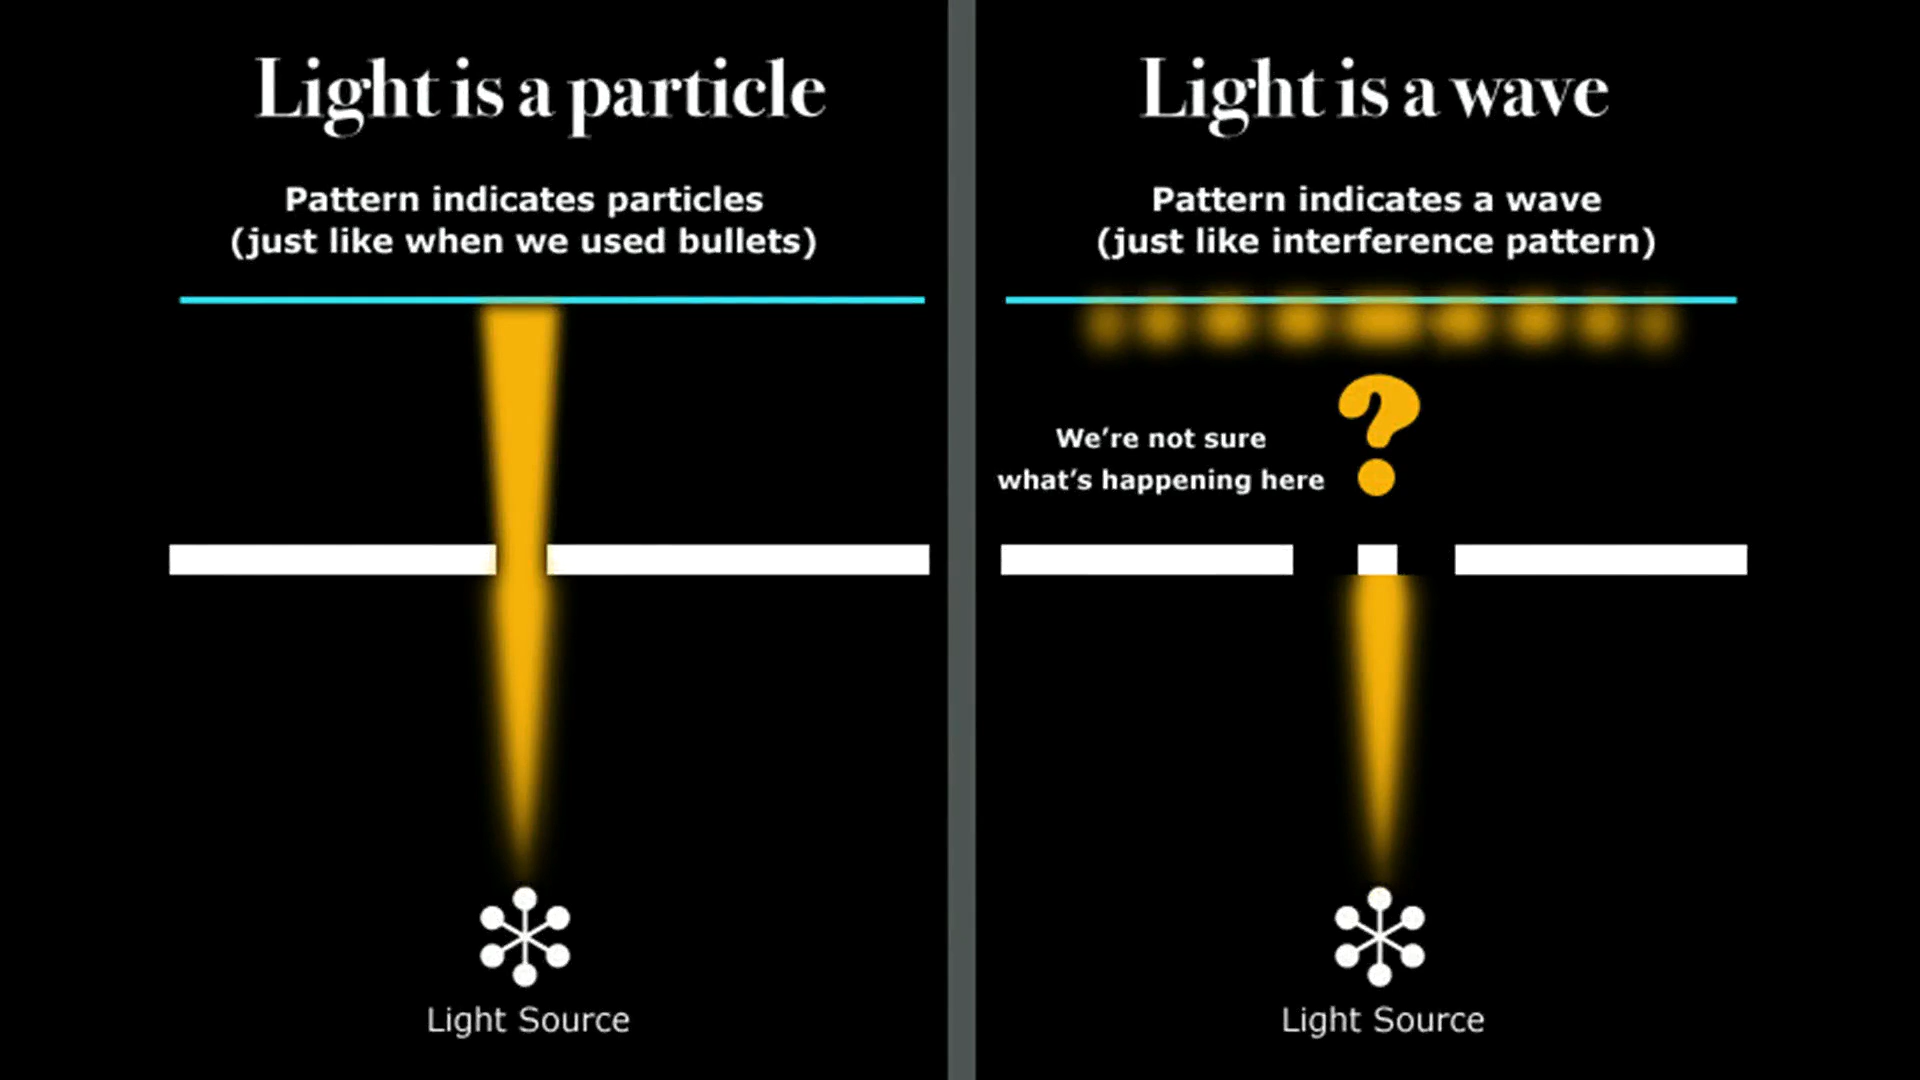 Light is a particle
Pattern indicates particles
(just like when we used bullets)
Light Source
Light is a wave
Pattern indicates a wave
(just like interference pattern)
?
We’re not sure
what’s happening here
Light Source